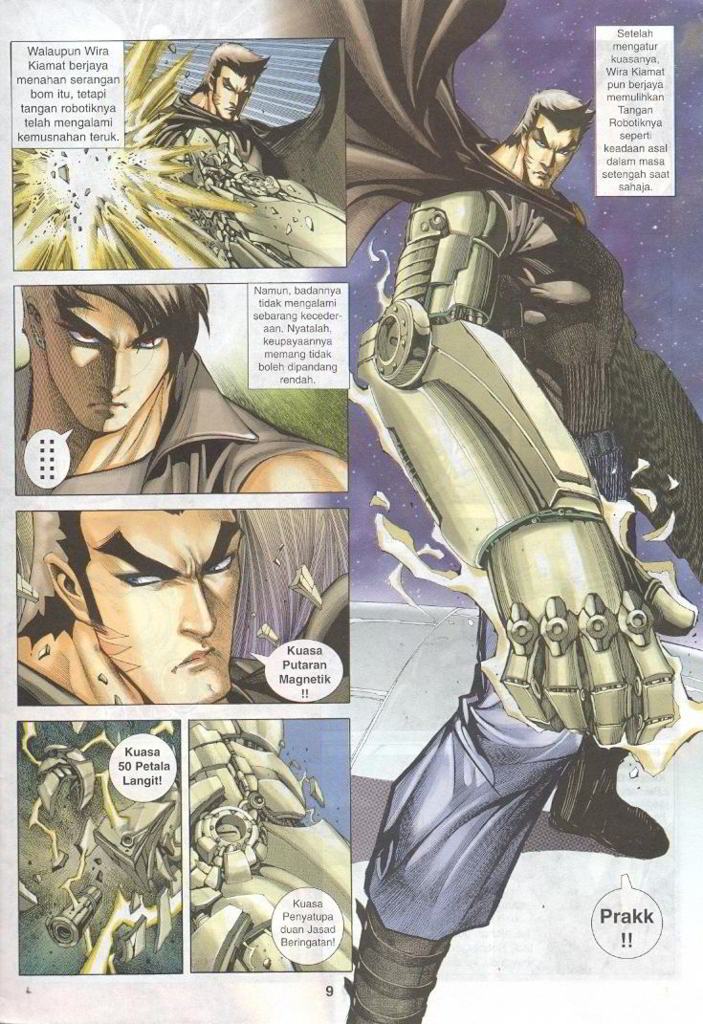 Walaupun Wira
Kiamat berjaya
menahan serangan
bom itu, tetapi
tangan robotiknya
telah mengalami
kemusnahan teruk.
Namun, badannya
tidak mengalami
sebarang keceder-
aan. Nyatalah,
keupayaannya
memang tidak
boleh dipandang
rendah.
Kuasa
Putaran
Magnetik
!!
Kuasa
50 Petala
Langit!
Kuasa
Penyatupa
duan Jasad
Beringatan!
Setelah
mengatur
kuasanya,
Wira Kiamat
pun berjaya
memulihkan
Tangan
Robotiknya
seperti
keadaan asal
dalam masa
setengah saat
sahaja.
Prakk
!!
9